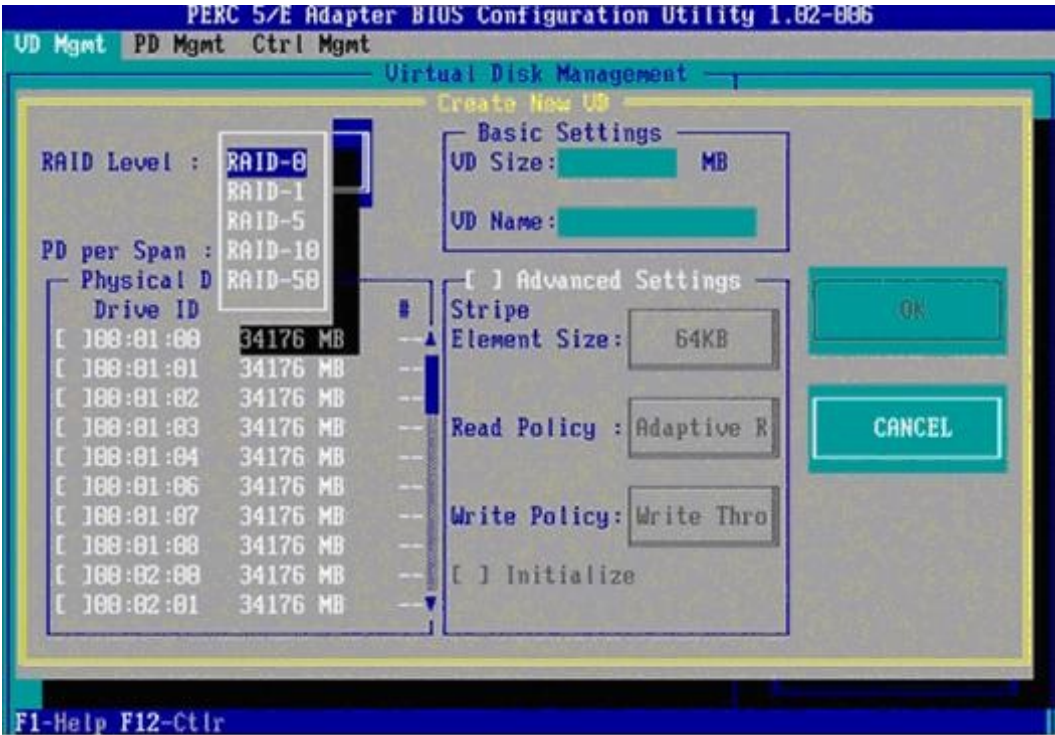 PERC 5/E Adapter BIOS Configuration Utility 1.02-006
VD Mgmt PD Mgmt Ctrl Mgmt
Virtual Disk Management
Create New VD
RAID Level :
RAID-0
RAID-1
RAID-5
RAID-10
RAID-50
PD per Span :
Physical D
Drive ID #
[ ]00:01:00 34176 MB --
[ ]00:01:01 34176 MB --
[ ]00:01:02 34176 MB --
[ ]00:01:03 34176 MB --
[ ]00:01:04 34176 MB --
[ ]00:01:06 34176 MB --
[ ]00:01:07 34176 MB --
[ ]00:01:08 34176 MB --
[ ]00:02:00 34176 MB --
[ ]00:02:01 34176 MB --
Basic Settings
VD Size: MB
VD Name:
[ ] Advanced Settings
Stripe
Element Size: 64KB
Read Policy : Adaptive R
Write Policy: Write Thro
[ ] Initialize
OK
CANCEL
F1-Help F12-Ctlr